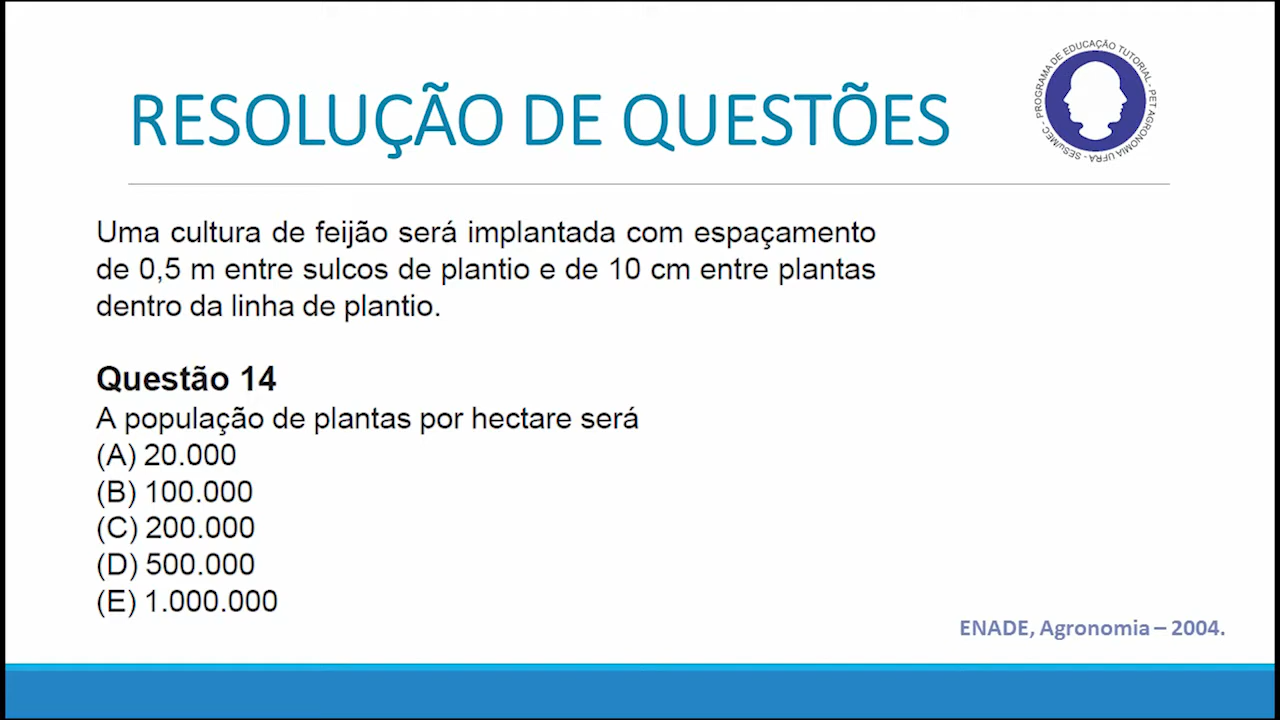 RESOLUÇÃO DE QUESTÕES
PROGRAMA DE EDUCAÇÃO TUTORIAL - PET AGRONOMIA UFRA - SESu/MEC -
Uma cultura de feijão será implantada com espaçamento
de 0,5 m entre sulcos de plantio e de 10 cm entre plantas
dentro da linha de plantio.
Questão 14
A população de plantas por hectare será
(A) 20.000
(B) 100.000
(C) 200.000
(D) 500.000
(E) 1.000.000
ENADE, Agronomia – 2004.